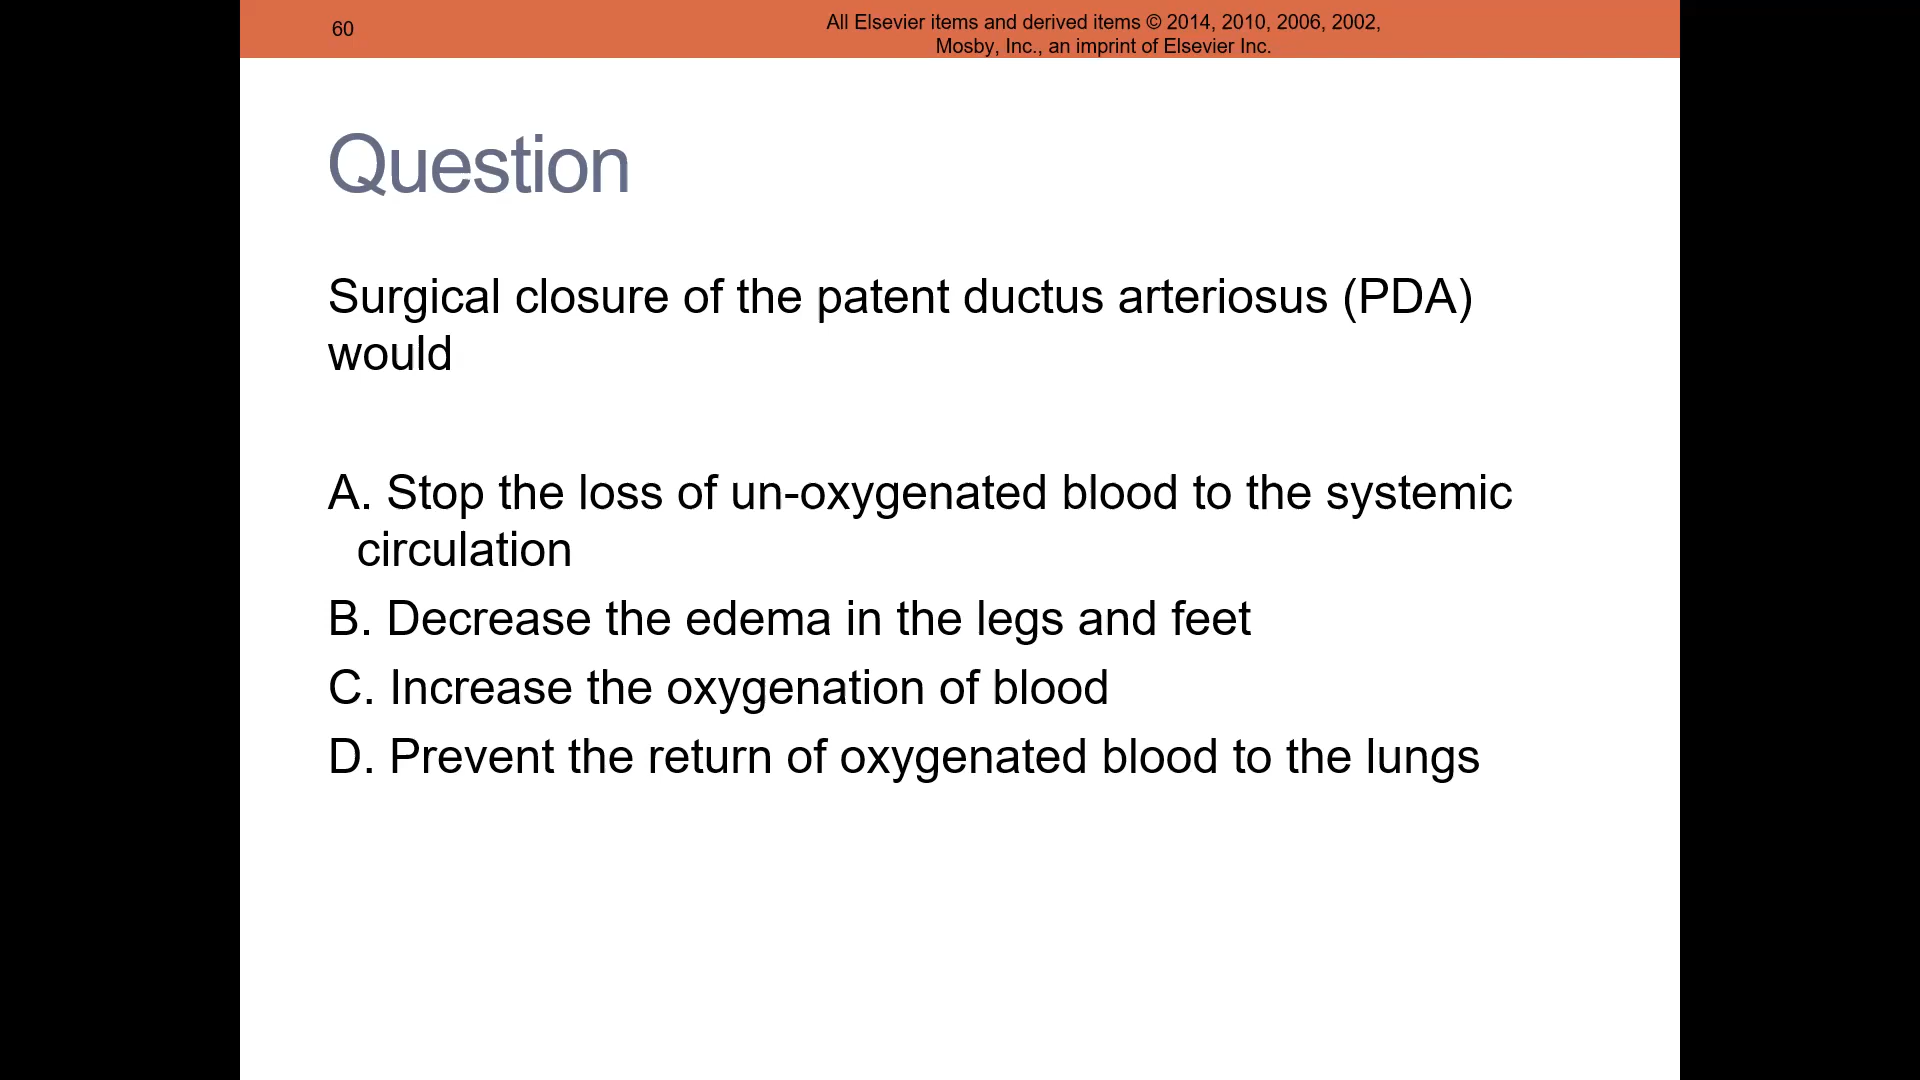 60
All Elsevier items and derived items © 2014, 2010, 2006, 2002,
Mosby, Inc., an imprint of Elsevier Inc.
Question
Surgical closure of the patent ductus arteriosus (PDA)
would
A. Stop the loss of un-oxygenated blood to the systemic
circulation
B. Decrease the edema in the legs and feet
C. Increase the oxygenation of blood
D. Prevent the return of oxygenated blood to the lungs